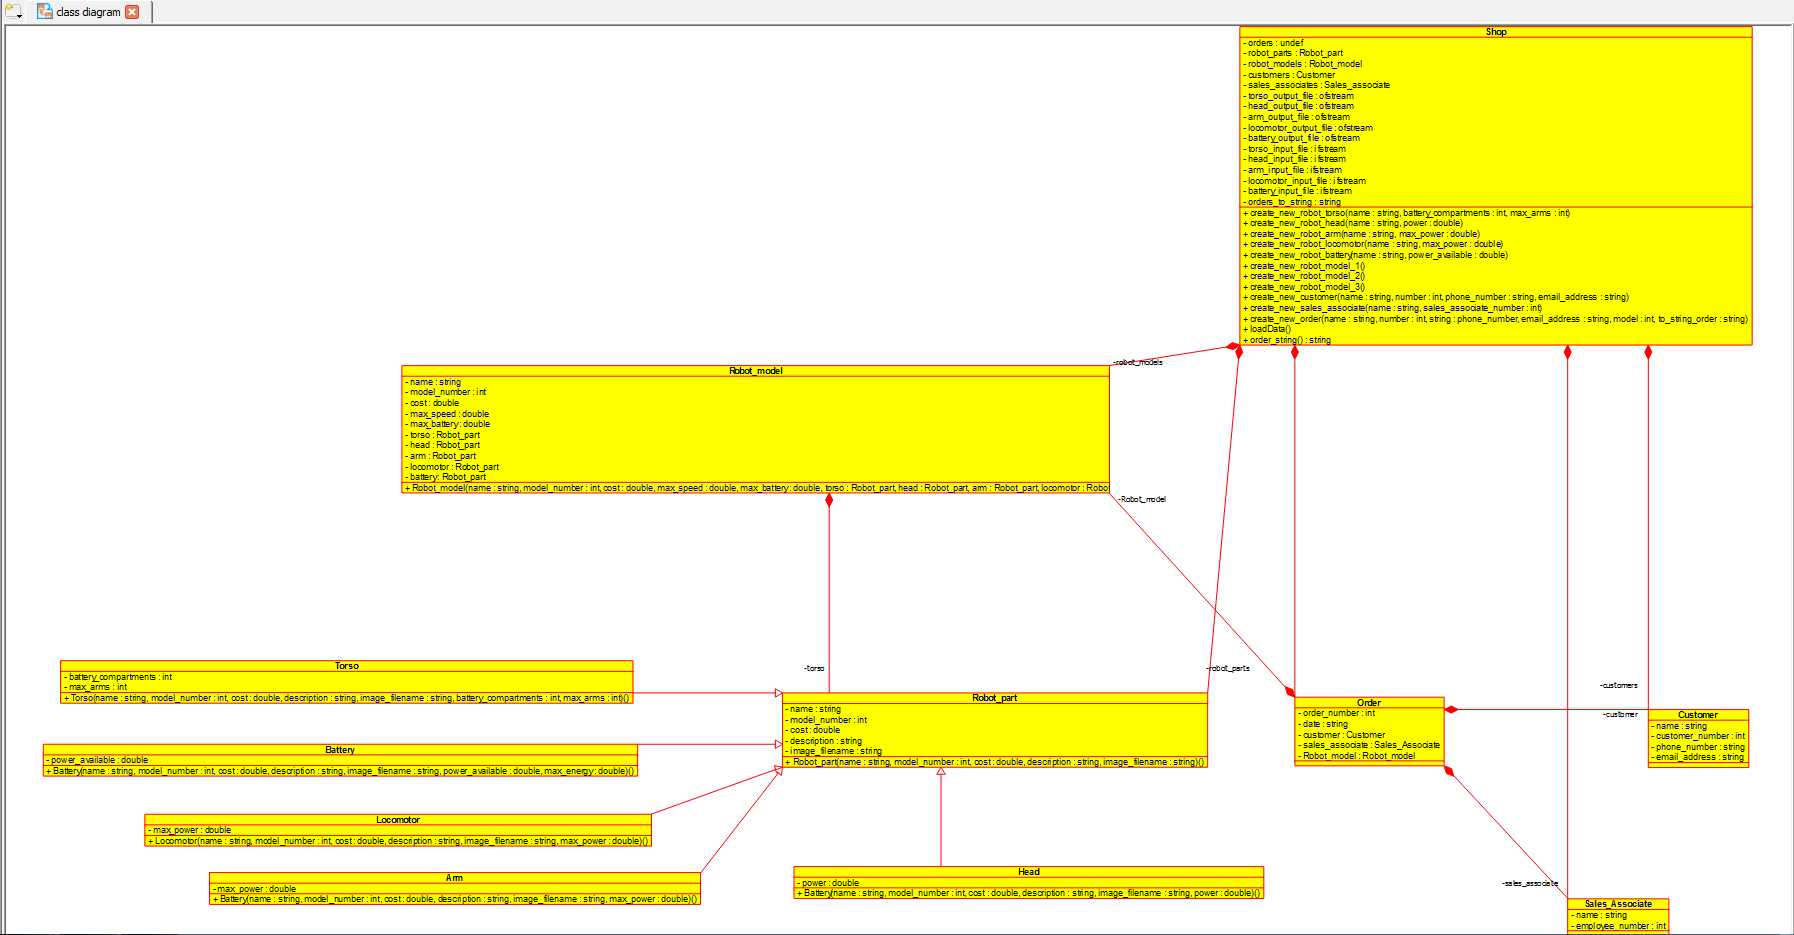 class diagram
Shop
- orders : undef
- robot_parts : Robot_part
- robot_models : Robot_model
- customers : Customer
- sales_associates : Sales_associate
- torso_output_file : ofstream
- head_output_file : ofstream
- arm_output_file : ofstream
- locomotor_output_file : ofstream
- battery_output_file : ofstream
- torso_input_file : ifstream
- head_input_file : ifstream
- arm_input_file : ifstream
- locomotor_input_file : ifstream
- battery_input_file : ifstream
- orders_to_string : string
+ create_new_robot_torso(name : string, battery_compartments : int, max_arms : int)
+ create_new_robot_head(name : string, power : double)
+ create_new_robot_arm(name : string, max_power : double)
+ create_new_robot_locomotor(name : string, max_power : double)
+ create_new_robot_battery(name : string, power_available : double)
+ create_new_robot_model_1()
+ create_new_robot_model_2()
+ create_new_robot_model_3()
+ create_new_customer(name : string, number : int, phone_number : string, email_address : string)
+ create_new_sales_associate(name : string, sales_associate_number : int)
+ create_new_order(name : string, number : int, string : phone_number, email_address : string, model : int, to_string_order : string)
+ loadData()
+ order_string() : string
-robot_models
Robot_model
- name : string
- model_number : int
- cost : double
- max_speed : double
- max_battery : double
- torso : Robot_part
- head : Robot_part
- arm : Robot_part
- locomotor : Robot_part
- battery : Robot_part
+ Robot_model(name : string, model_number : int, cost : double, max_speed : double, max_battery : double, torso : Robot_part, head : Robot_part, arm : Robot_part, locomotor : Robot
-Robot_model
-torso
-robot_parts
-customers
-customer
Torso
- battery_compartments : int
- max_arms : int
+ Torso(name : string, model_number : int, cost : double, description : string, image_filename : string, battery_compartments : int, max_arms : int)()
Robot_part
- name : string
- model_number : int
- cost : double
- description : string
- image_filename : string
+ Robot_part(name : string, model_number : int, cost : double, description : string, image_filename : string)()
Order
- order_number : int
- date : string
- customer : Customer
- sales_associate : Sales_Associate
- Robot_model : Robot_model
Customer
- name : string
- customer_number : int
- phone_number : string
- email_address : string
Battery
- power_available : double
+ Battery(name : string, model_number : int, cost : double, description : string, image_filename : string, power_available : double, max_energy : double)()
Locomotor
- max_power : double
+ Locomotor(name : string, model_number : int, cost : double, description : string, image_filename : string, max_power : double)()
Arm
- max_power : double
+ Battery(name : string, model_number : int, cost : double, description : string, image_filename : string, max_power : double)()
Head
- power : double
+ Battery(name : string, model_number : int, cost : double, description : string, image_filename : string, power : double)()
-sales_associate
Sales_Associate
- name : string
- employee_number : int